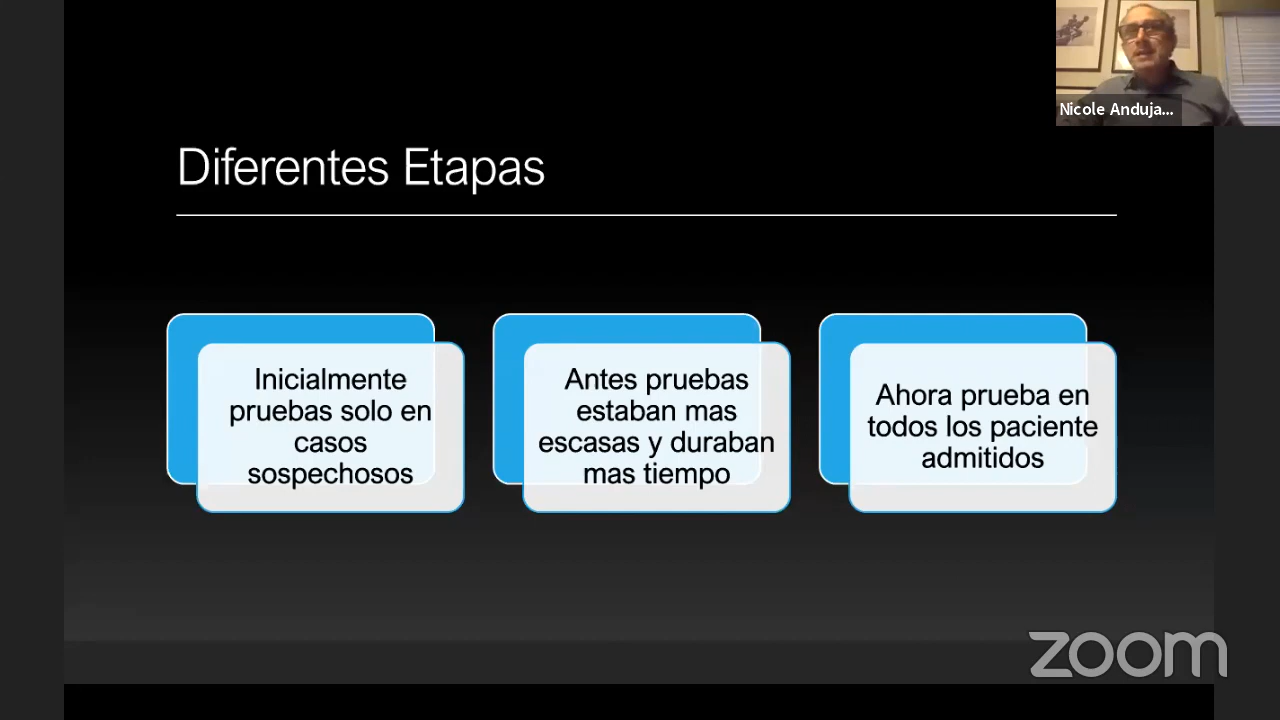 Nicole Anduja...
Diferentes Etapas
Inicialmente
pruebas solo en
casos
sospechosos
Antes pruebas
estaban mas
escasas y duraban
mas tiempo
Ahora prueba en
todos los paciente
admitidos
zoom